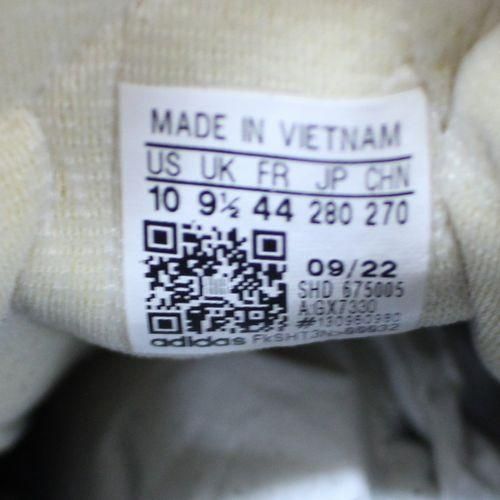 MADE IN VIETNAM
US UK FR JP CHN
10 9½ 44 280 270
09/22
SHD 675005
A:GX7330
adidas